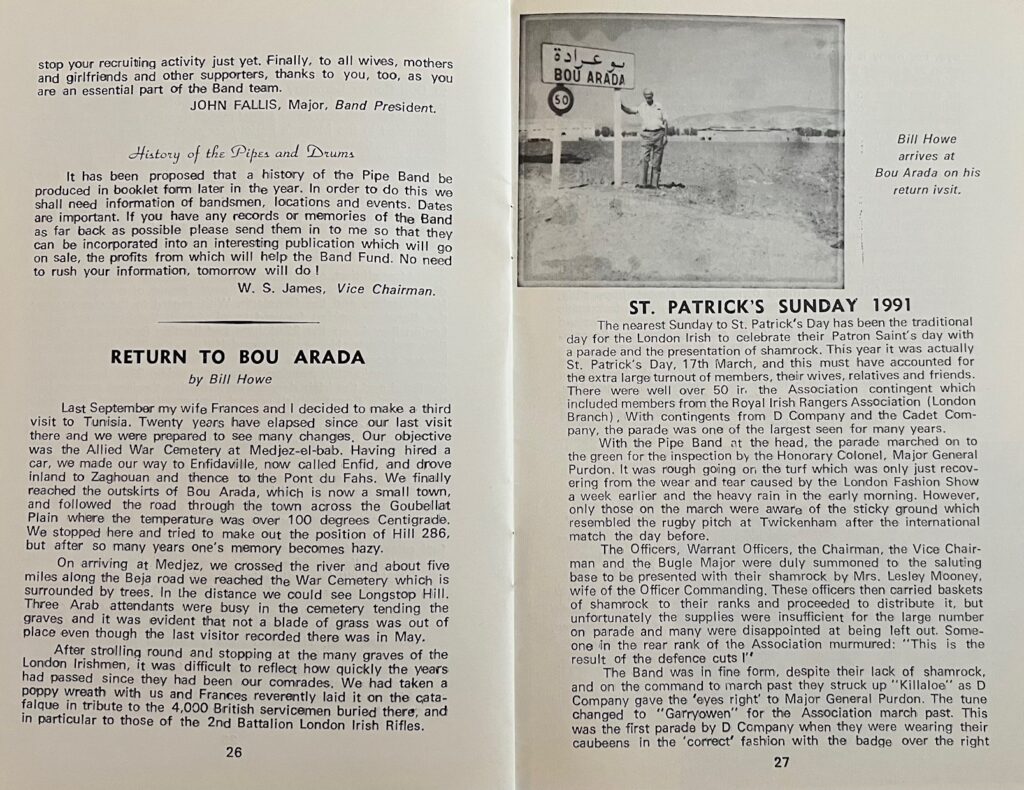 stop your recruiting activity just yet. Finally, to all wives, mothers
and girlfriends and other supporters, thanks to you, too, as you
are an essential part of the Band team.
JOHN FALLIS, Major, Band President.
History of the Pipes and Drums
It has been proposed that a history of the Pipe Band be
produced in booklet form later in the year. In order to do this we
shall need information of bandsmen, locations and events. Dates
are important. If you have any records or memories of the Band
as far back as possible please send them in to me so that they
can be incorporated into an interesting publication which will go
on sale, the profits from which will help the Band Fund. No need
to rush your information, tomorrow will do !
W. S. James, Vice Chairman.
RETURN TO BOU ARADA
by Bill Howe
Last September my wife Frances and I decided to make a third
visit to Tunisia. Twenty years have elapsed since our last visit
there and we were prepared to see many changes. Our objective
was the Allied War Cemetery at Medjez-el-bab. Having hired a
car, we made our way to Enfidaville, now called Enfid, and drove
inland to Zaghouan and thence to the Pont du Fahs. We finally
reached the outskirts of Bou Arada, which is now a small town,
and followed the road through the town across the Goubellat
Plain where the temperature was over 100 degrees Centigrade.
We stopped here and tried to make out the position of Hill 286,
but after so many years one's memory becomes hazy.
On arriving at Medjez, we crossed the river and about five
miles along the Beja road we reached the War Cemetery which is
surrounded by trees. In the distance we could see Longstop Hill.
Three Arab attendants were busy in the cemetery tending the
graves and it was evident that not a blade of grass was out of
place even though the last visitor recorded there was in May.
After strolling round and stopping at the many graves of the
London Irishmen, it was difficult to reflect how quickly the years
had passed since they had been our comrades. We had taken a
poppy wreath with us and Frances reverently laid it on the cata-
falque in tribute to the 4,000 British servicemen buried there, and
in particular to those of the 2nd Battalion London Irish Rifles.
26
بوعرادة
BOU ARADA
50
Bill Howe
arrives at
Bou Arada on his
return ivsit.
ST. PATRICK'S SUNDAY 1991
The nearest Sunday to St. Patrick's Day has been the traditional
day for the London Irish to celebrate their Patron Saint's day with
a parade and the presentation of shamrock. This year it was actually
St. Patrick's Day, 17th March, and this must have accounted for
the extra large turnout of members, their wives, relatives and friends.
There were well over 50 in the Association contingent which
included members from the Royal Irish Rangers Association (London
Branch), With contingents from D Company and the Cadet Com-
pany, the parade was one of the largest seen for many years.
With the Pipe Band at the head, the parade marched on to
the green for the inspection by the Honorary Colonel, Major General
Purdon. It was rough going on the turf which was only just recov-
ering from the wear and tear caused by the London Fashion Show
a week earlier and the heavy rain in the early morning. However,
only those on the march were aware of the sticky ground which
resembled the rugby pitch at Twickenham after the international
match the day before.
The Officers, Warrant Officers, the Chairman, the Vice Chair-
man and the Bugle Major were duly summoned to the saluting
base to be presented with their shamrock by Mrs. Lesley Mooney,
wife of the Officer Commanding. These officers then carried baskets
of shamrock to their ranks and proceeded to distribute it, but
unfortunately the supplies were insufficient for the large number
on parade and many were disappointed at being left out. Some-
one in the rear rank of the Association murmured: "This is the
result of the defence cuts !"
The Band was in fine form, despite their lack of shamrock,
and on the command to march past they struck up "Killaloe" as D
Company gave the 'eyes right' to Major General Purdon. The tune
changed to "Garryowen" for the Association march past. This
was the first parade by D Company when they were wearing their
caubeens in the 'correct' fashion with the badge over the right
27